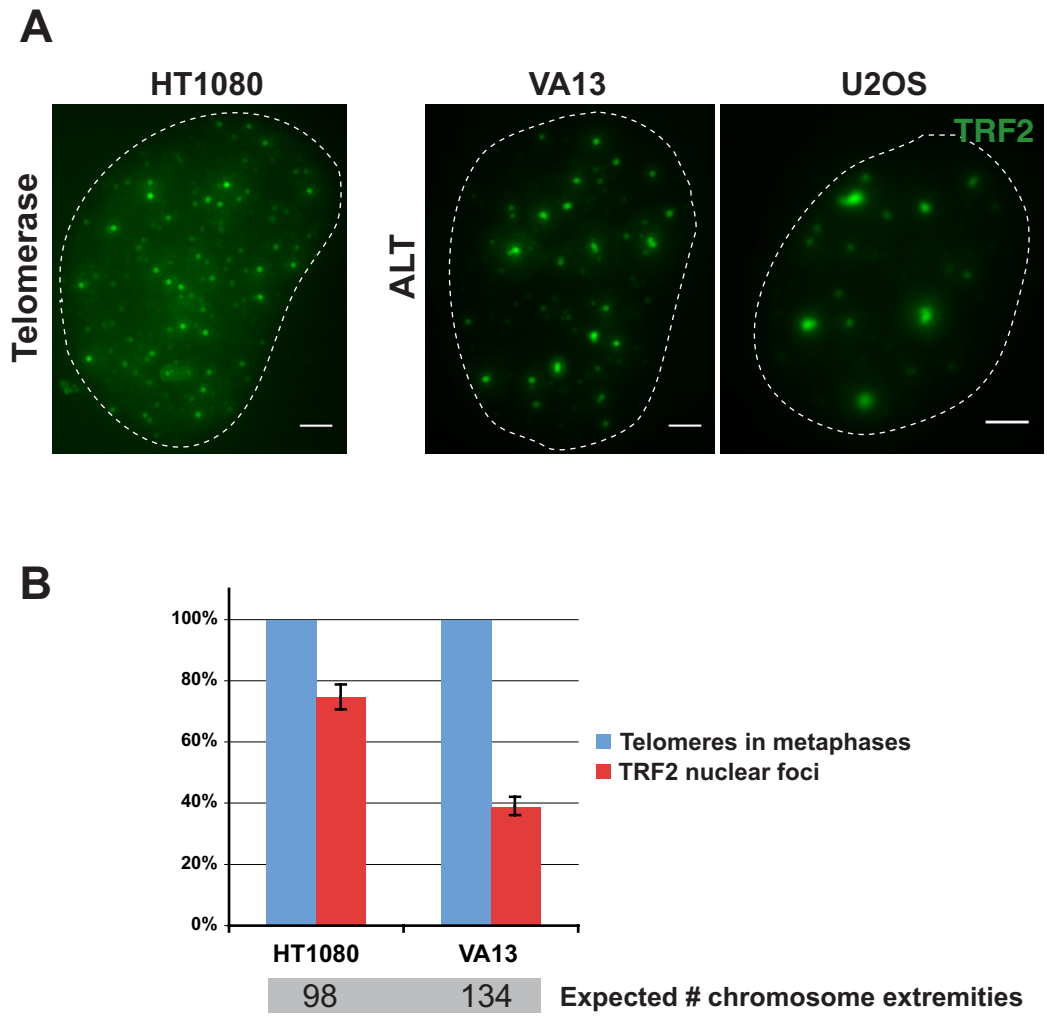 A
HT1080
VA13
U2OS
TRF2
Telomerase
ALT
B
100%
80%
60%
40%
20%
0%
Telomeres in metaphases
TRF2 nuclear foci
HT1080
VA13
98
134
Expected # chromosome extremities